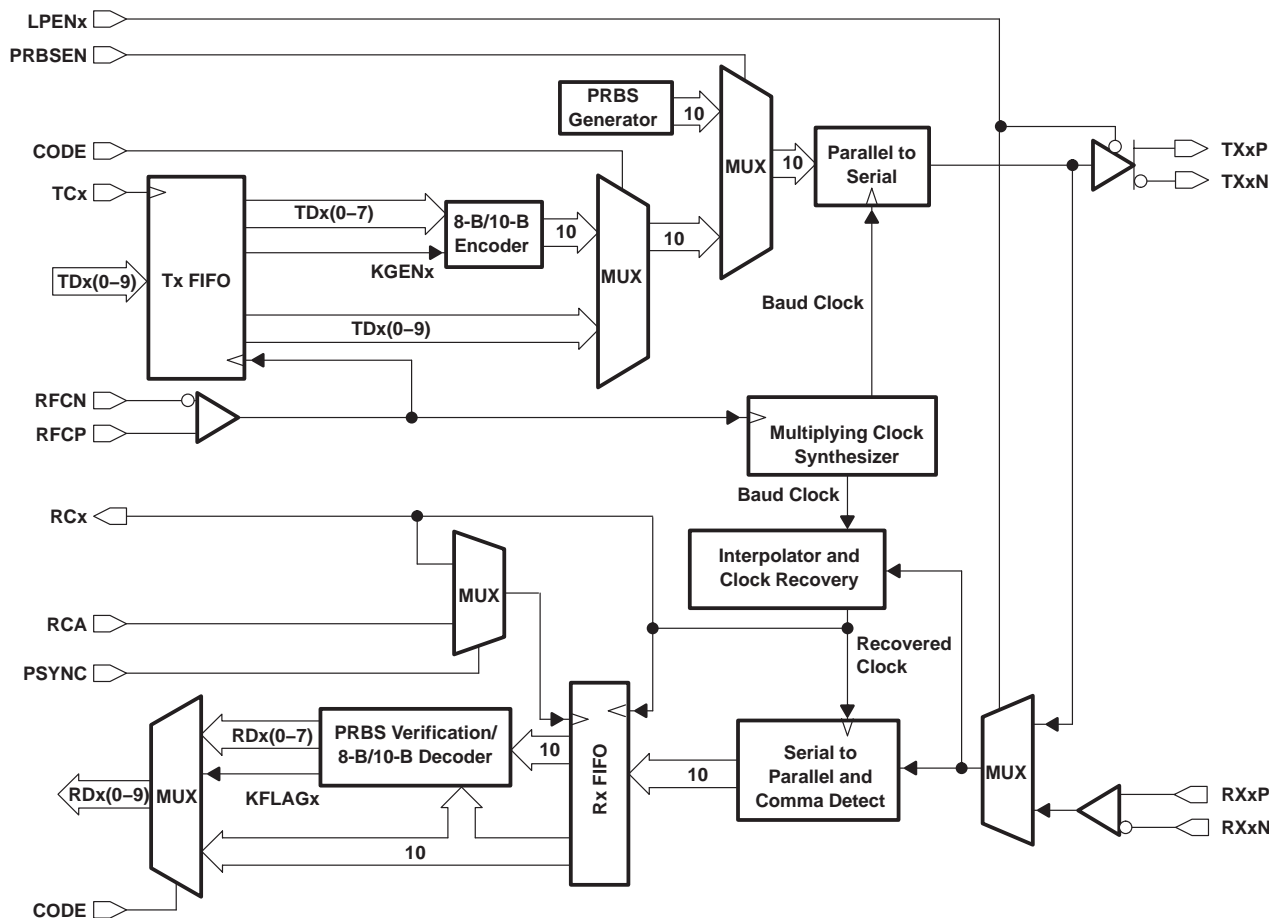 LPENx
PRBSEN
PRBS
Generator
10
CODE
MUX
10
Parallel to
Serial
TXxP
TXxN
TCx
TDx(0–7)
8-B/10-B
Encoder
10
10
KGENx
MUX
TDx(0–9)
Tx FIFO
TDx(0–9)
Baud Clock
RFCN
RFCP
Multiplying Clock
Synthesizer
Baud Clock
RCx
Interpolator and
Clock Recovery
MUX
RCA
Recovered
Clock
PSYNC
RDx(0–7)
PRBS Verification/
8-B/10-B Decoder
10
Rx FIFO
10
Serial to
Parallel and
Comma Detect
MUX
RDx(0–9)
MUX
KFLAGx
RXxP
RXxN
10
CODE